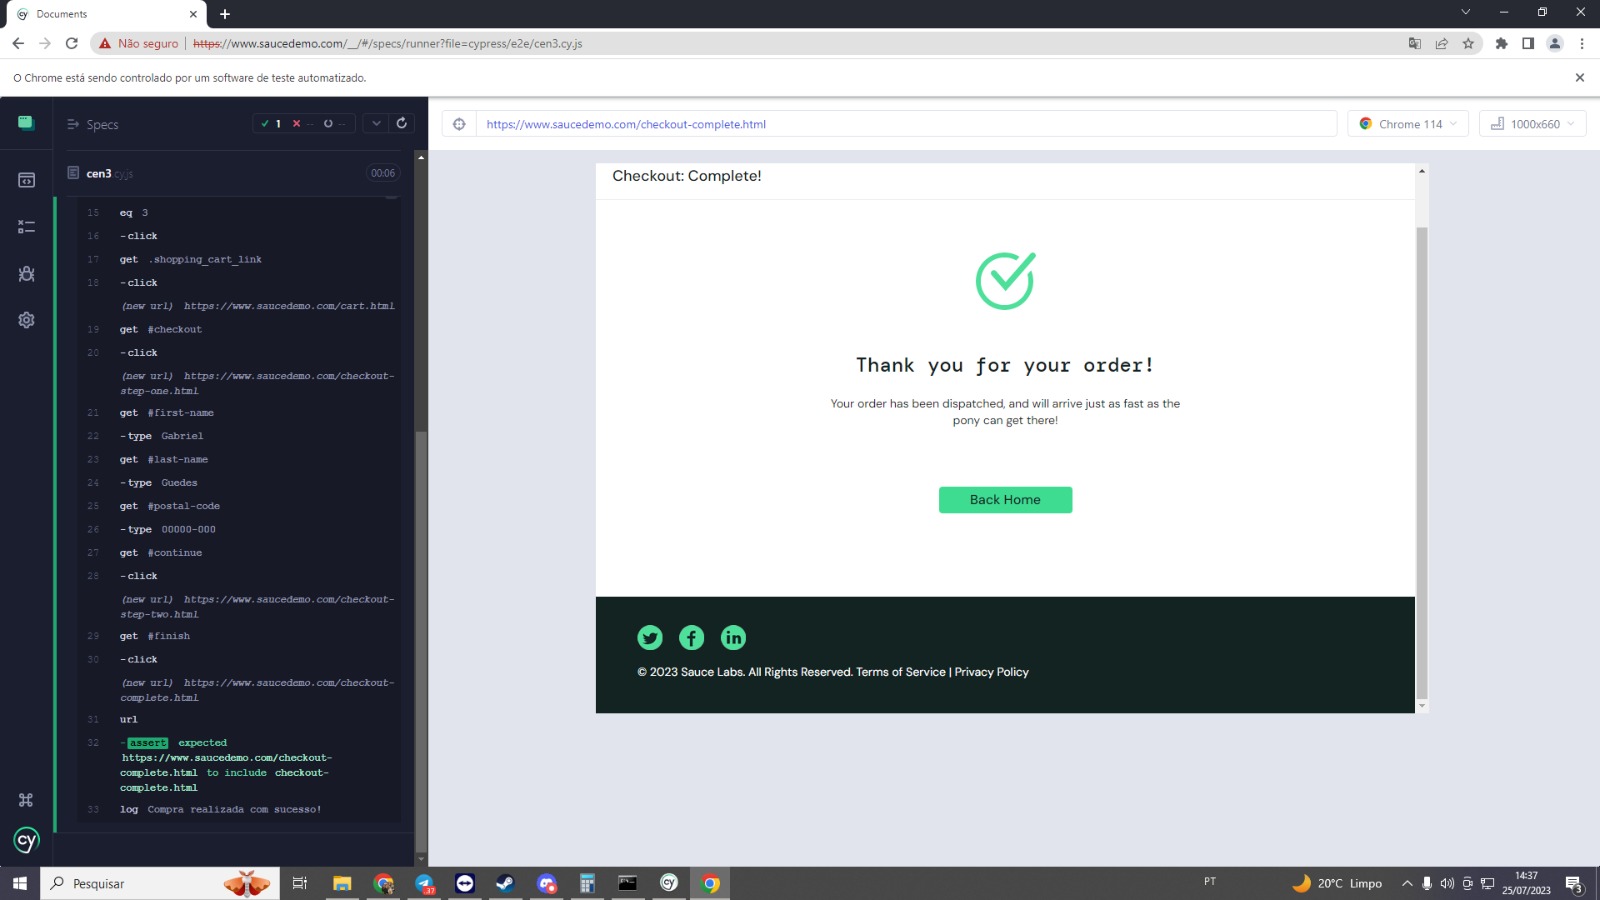 Documents
Não seguro
https://www.saucedemo.com/__/#/specs/runner?file=cypress/e2e/cen3.cy.js
O Chrome está sendo controlado por um software de teste automatizado.
Specs
1
--
--
https://www.saucedemo.com/checkout-complete.html
Chrome 114
1000x660
cen3.cy.js
00:06
15 eq 3
16 -click
17 get .shopping_cart_link
18 -click
(new url) https://www.saucedemo.com/cart.html
19 get #checkout
20 -click
(new url) https://www.saucedemo.com/checkout-
step-one.html
21 get #first-name
22 -type Gabriel
23 get #last-name
24 -type Guedes
25 get #postal-code
26 -type 00000-000
27 get #continue
28 -click
(new url) https://www.saucedemo.com/checkout-
step-two.html
29 get #finish
30 -click
(new url) https://www.saucedemo.com/checkout-
complete.html
31 url
32 -assert expected
https://www.saucedemo.com/checkout-
complete.html to include checkout-
complete.html
33 log Compra realizada com sucesso!
cy
Checkout: Complete!
Thank you for your order!
Your order has been dispatched, and will arrive just as fast as the
pony can get there!
Back Home
© 2023 Sauce Labs. All Rights Reserved. Terms of Service | Privacy Policy
Pesquisar
37
cy
PT
20°C Limpo
14:37
25/07/2023
3